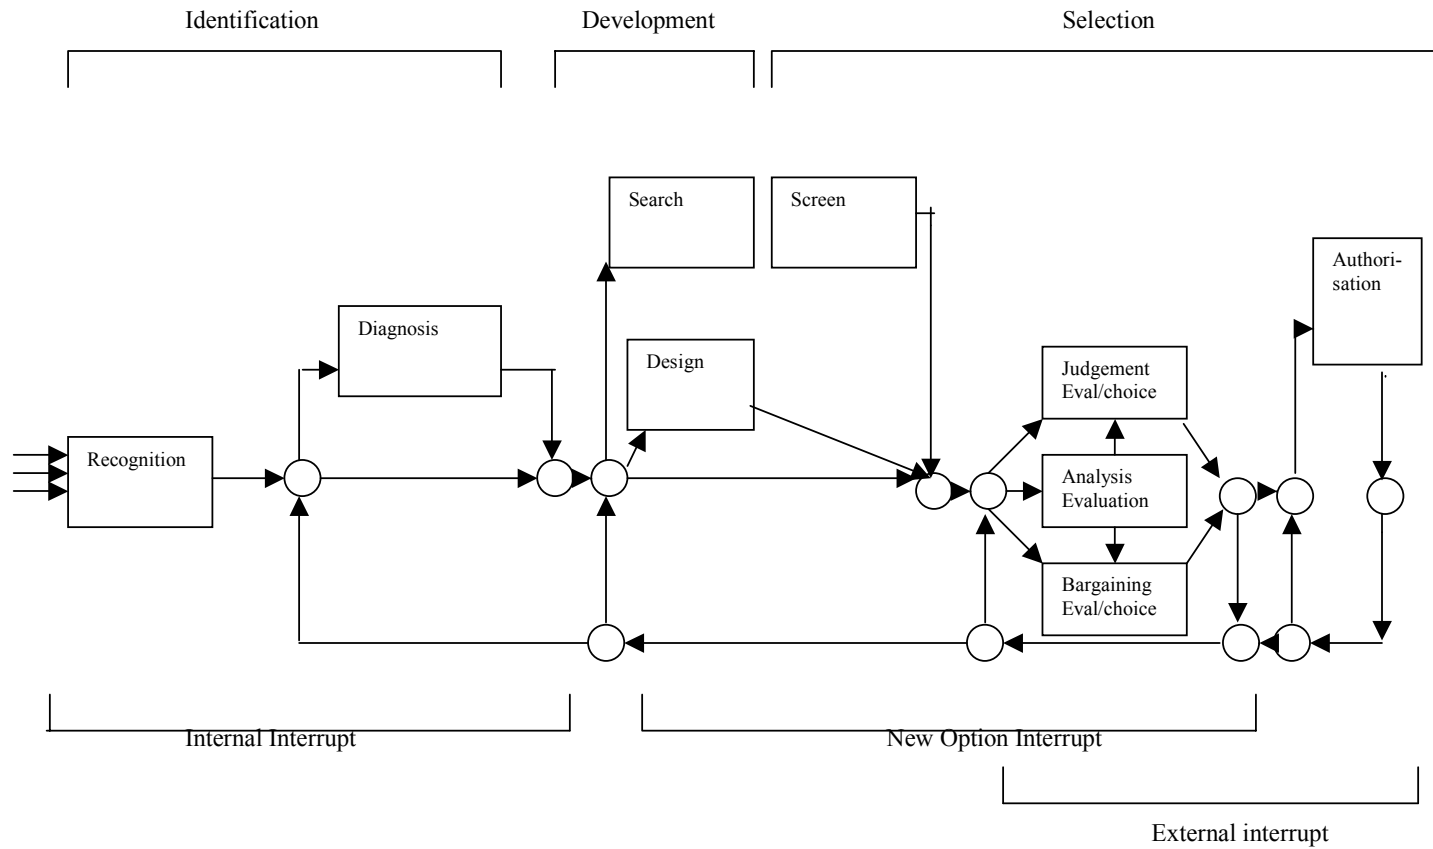 Identification
Development
Selection
Search
Screen
Authori-
sation
Diagnosis
Design
Judgement
Eval/choice
Recognition
Analysis
Evaluation
Bargaining
Eval/choice
Internal Interrupt
New Option Interrupt
External interrupt